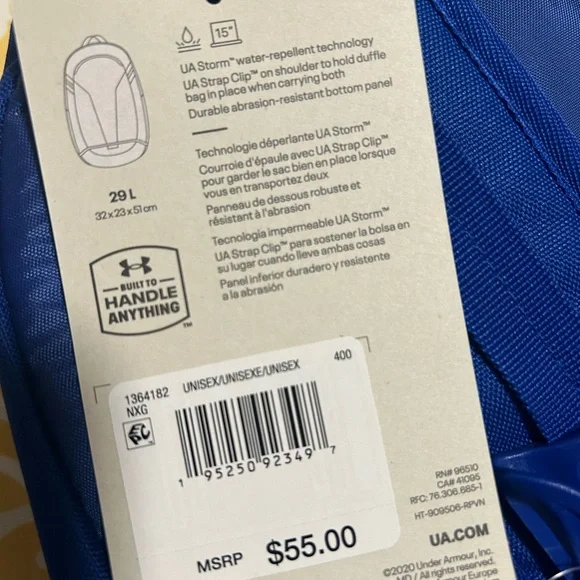 15"
UA Storm™ water-repellent technology
UA Strap Clip™ on shoulder to hold duffle
bag in place when carrying both
Durable abrasion-resistant bottom panel
Technologie déperlante UA Storm™
Courroie d'épaule avec UA Strap Clip™
pour garder le sac bien en place lorsque
vous en transportez deux
Panneau de dessous robuste et
résistant à l'abrasion
Tecnología impermeable UA Storm™
UA Strap Clip™ para sostener la bolsa en
su lugar cuando lleve ambas cosas
Panel inferior duradero y resistente
a la abrasión
29 L
32 x 23 x 51 cm
BUILT TO
HANDLE
ANYTHING™
1364182 UNISEX/UNISEXE/UNISEX 400
NXG
1 95250 92349 7
MSRP $55.00
RN# 96510
CA# 41095
RFC: 76.306.685-1
HT-909506-RPVN
UA.COM
©2020 Under Armour, Inc.
All rights reserved.
Europe